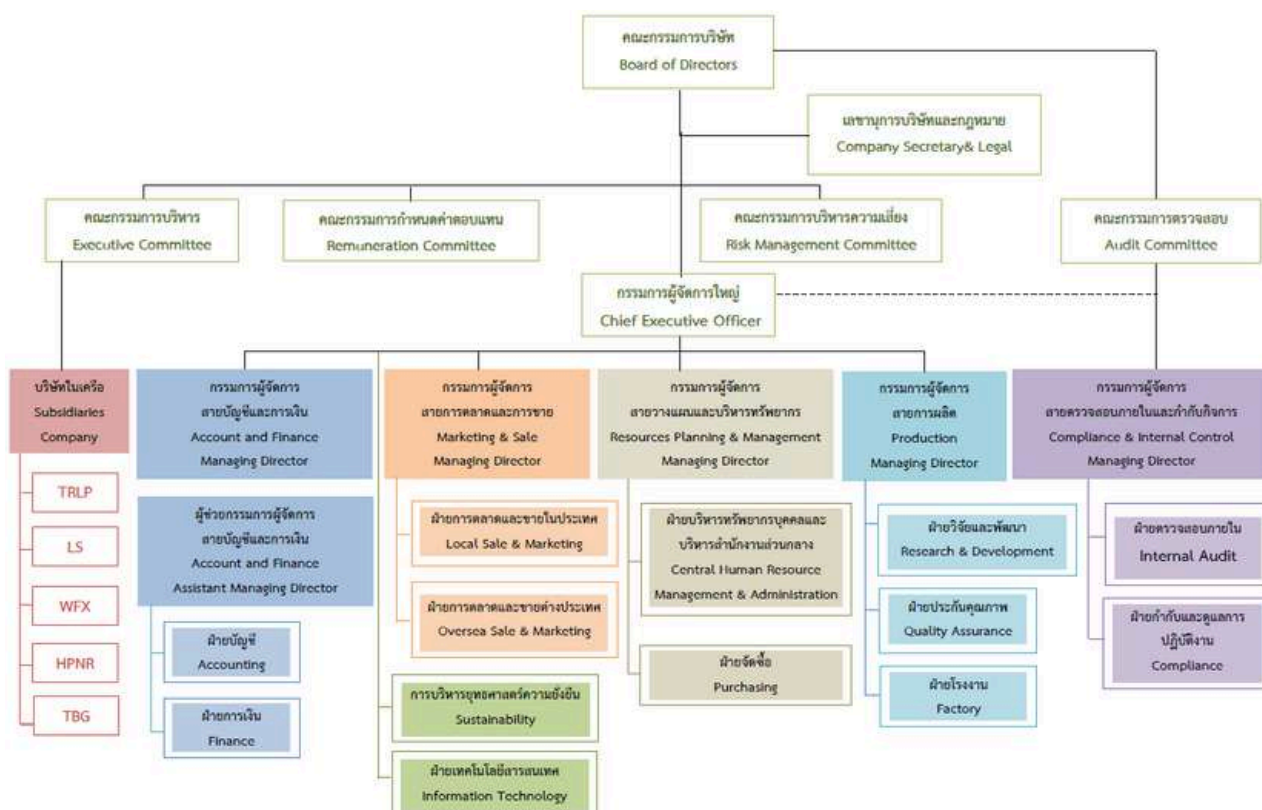 คณะกรรมการบริษัท
Board of Directors
เลขานุการบริษัทและกฎหมาย
Company Secretary& Legal
คณะกรรมการบริหาร
Executive Committee
คณะกรรมการกำหนดค่าตอบแทน
Remuneration Committee
คณะกรรมการบริหารความเสี่ยง
Risk Management Committee
คณะกรรมการตรวจสอบ
Audit Committee
กรรมการผู้จัดการใหญ่
Chief Executive Officer
บริษัทในเครือ
Subsidiaries
Company
TRLP
LS
WFX
HPNR
TBG
กรรมการผู้จัดการ
สายบัญชีและการเงิน
Account and Finance
Managing Director
ผู้ช่วยกรรมการผู้จัดการ
สายบัญชีและการเงิน
Account and Finance
Assistant Managing Director
ฝ่ายบัญชี
Accounting
ฝ่ายการเงิน
Finance
กรรมการผู้จัดการ
สายการตลาดและการขาย
Marketing & Sale
Managing Director
ฝ่ายการตลาดและขายในประเทศ
Local Sale & Marketing
ฝ่ายการตลาดและขายต่างประเทศ
Oversea Sale & Marketing
การบริหารยุทธศาสตร์ความยั่งยืน
Sustainability
ฝ่ายเทคโนโลยีสารสนเทศ
Information Technology
กรรมการผู้จัดการ
สายวางแผนและบริหารทรัพยากร
Resources Planning & Management
Managing Director
ฝ่ายบริหารทรัพยากรบุคคลและ
บริหารสำนักงานส่วนกลาง
Central Human Resource
Management & Administration
ฝ่ายจัดซื้อ
Purchasing
กรรมการผู้จัดการ
สายการผลิต
Production
Managing Director
ฝ่ายวิจัยและพัฒนา
Research & Development
ฝ่ายประกันคุณภาพ
Quality Assurance
ฝ่ายโรงงาน
Factory
กรรมการผู้จัดการ
สายตรวจสอบภายในและกำกับกิจการ
Compliance & Internal Control
Managing Director
ฝ่ายตรวจสอบภายใน
Internal Audit
ฝ่ายกำกับและดูแลการ
ปฏิบัติงาน
Compliance